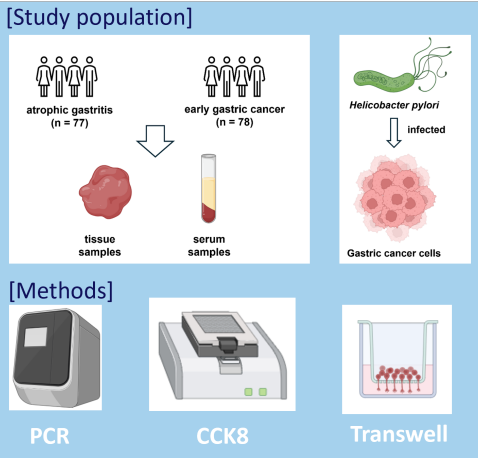 [Study population]
atrophic gastritis
(n = 77)
early gastric cancer
(n = 78)
tissue
samples
serum
samples
Helicobacter pylori
infected
Gastric cancer cells
[Methods]
PCR
CCK8
Transwell